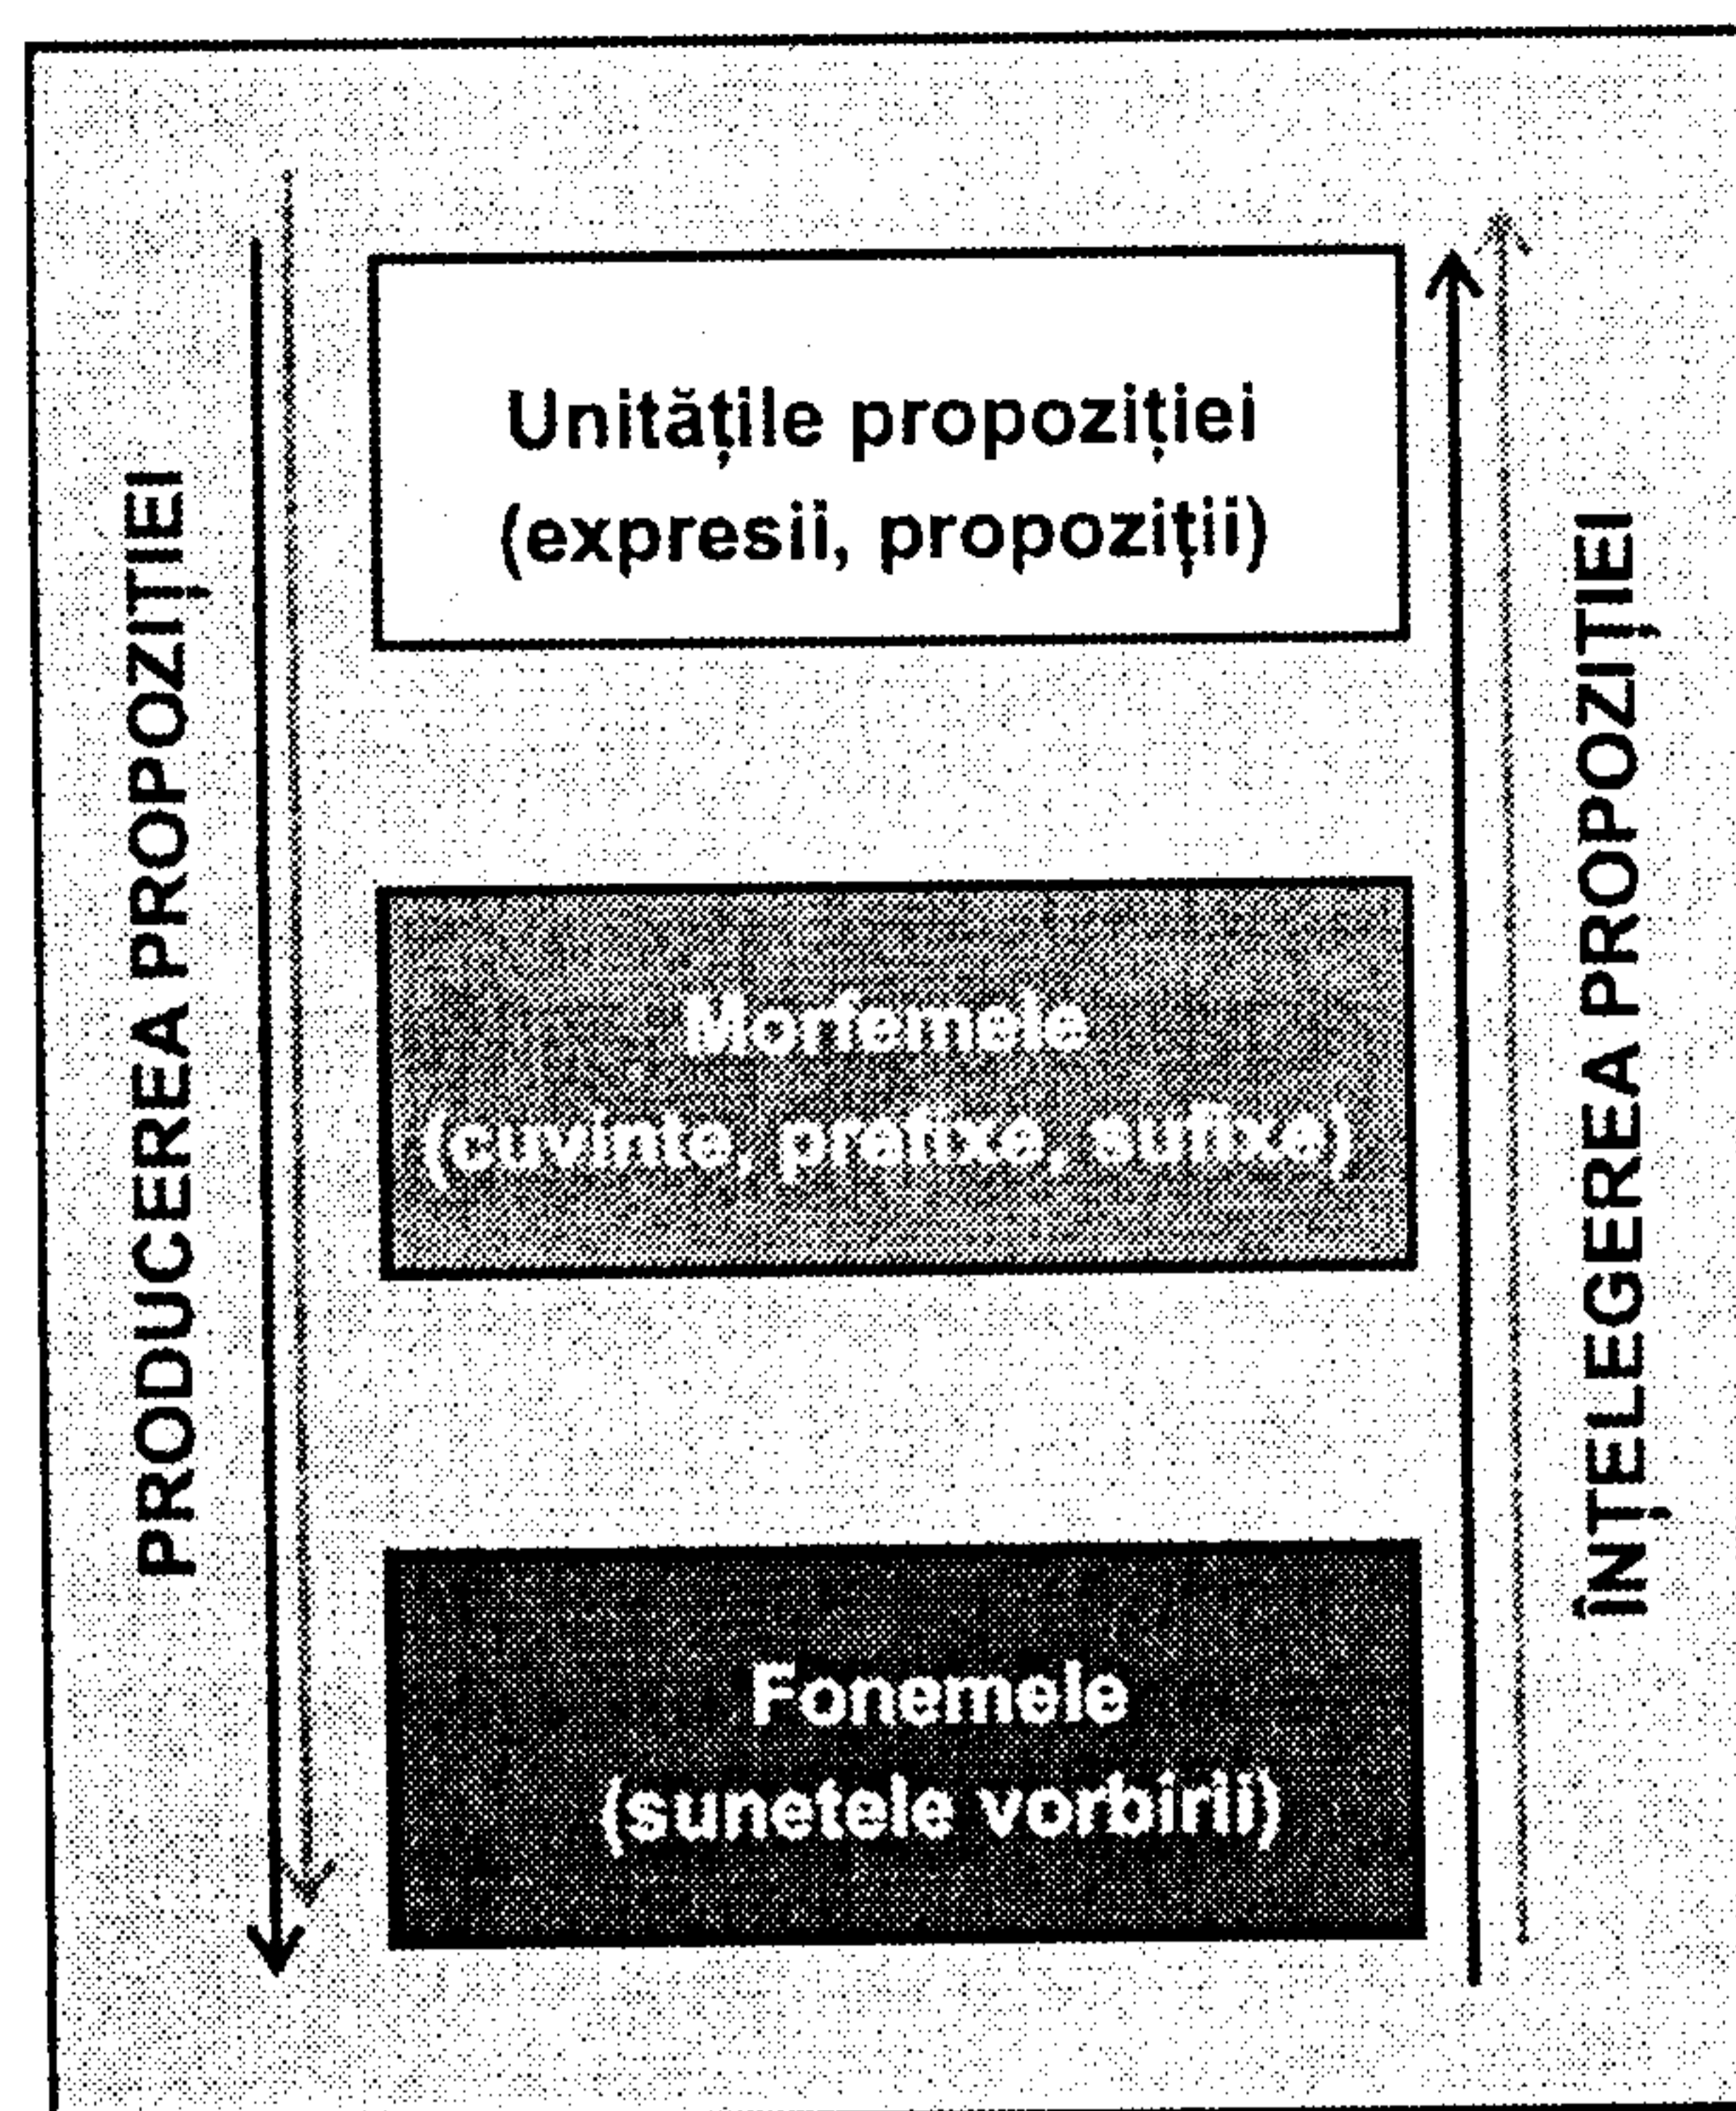 PRODUCEREA PROPOZIȚIEI
Unitățile propoziției
(expresii, propoziții)
Morfemele
(cuvinte, prefixe, sufixe)
Fonemele
(sunetele vorbirii)
ÎNȚELEGEREA PROPOZIȚIEI